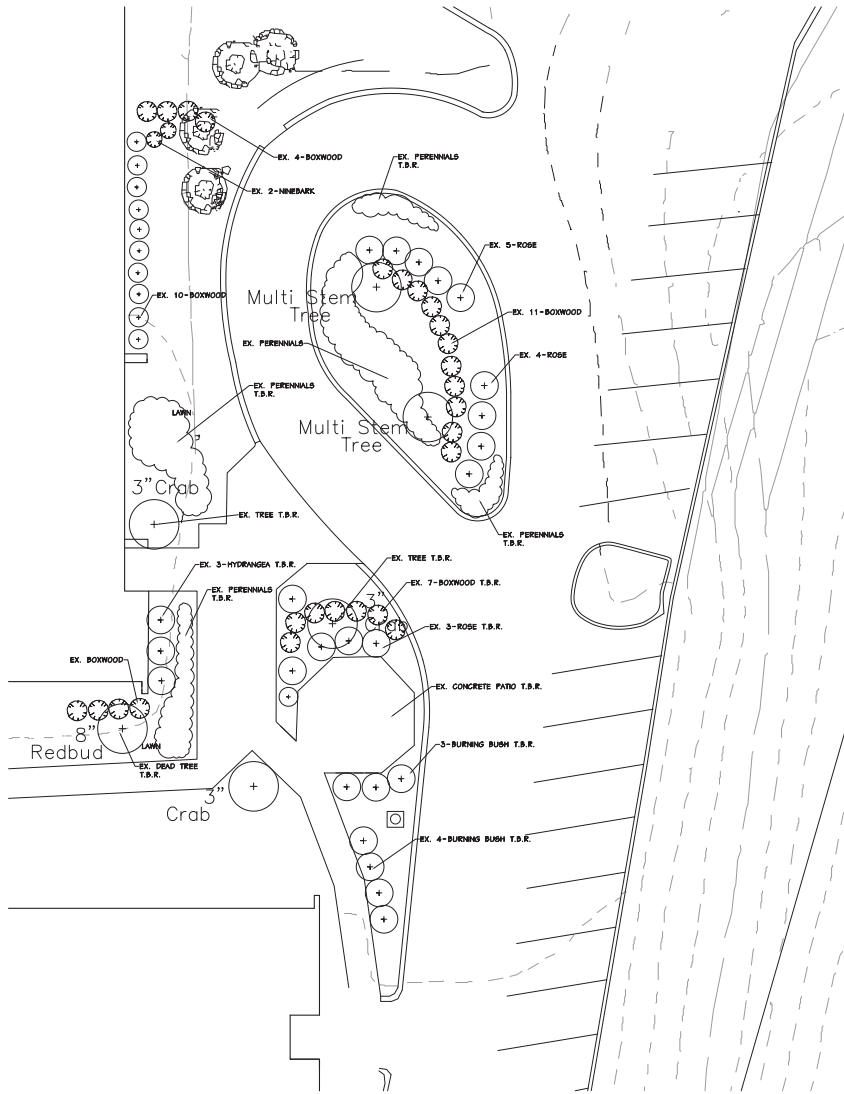 EX. 4-BOXWOOD
EX. PERENNIALS
T.B.R.
EX. 2-NINEBARK
EX. 5-ROSE
EX. 10-BOXWOOD
Multi Stem
Tree
EX. 11-BOXWOOD
EX. PERENNIALS
EX. 4-ROSE
EX. PERENNIALS
T.B.R.
LAWN
Multi Stem
Tree
3" Crab
EX. TREE T.B.R.
EX. PERENNIALS
T.B.R.
EX. 3-HYDRANGEA T.B.R.
EX. TREE T.B.R.
EX. PERENNIALS
T.B.R.
EX. 7-BOXWOOD T.B.R.
3"
EX. 3-ROSE T.B.R.
EX. BOXWOOD
EX. CONCRETE PATIO T.B.R.
8"
Redbud
LAWN
3-BURNING BUSH T.B.R.
EX. DEAD TREE
T.B.R.
3"
Crab
EX. 4-BURNING BUSH T.B.R.